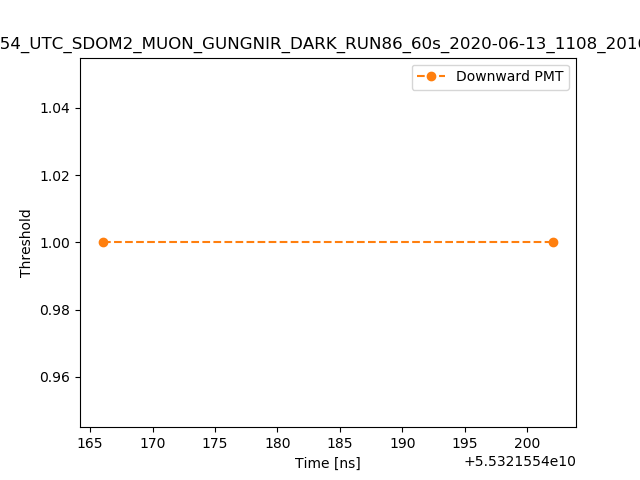 54_UTC_SDOM2_MUON_GUNGNIR_DARK_RUN86_60s_2020-06-13_1108_2010
Downward PMT
Threshold
1.04
1.02
1.00
0.98
0.96
165 170 175 180 185 190 195 200
Time [ns]
+5.5321554e10